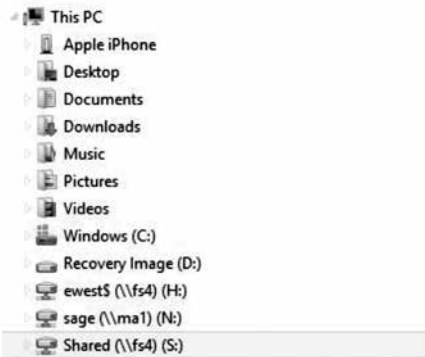 This PC
Apple iPhone
Desktop
Documents
Downloads
Music
Pictures
Videos
Windows (C:)
Recovery Image (D:)
ewest$ (\\fs4) (H:)
sage (\\ma1) (N:)
Shared (\\fs4) (S:)